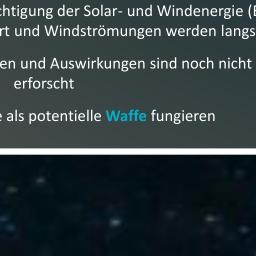 chtigung der Solar- und Windenergie (
rt und Windströmungen werden langs
en und Auswirkungen sind noch nicht
erforscht
als potentielle Waffe fungieren